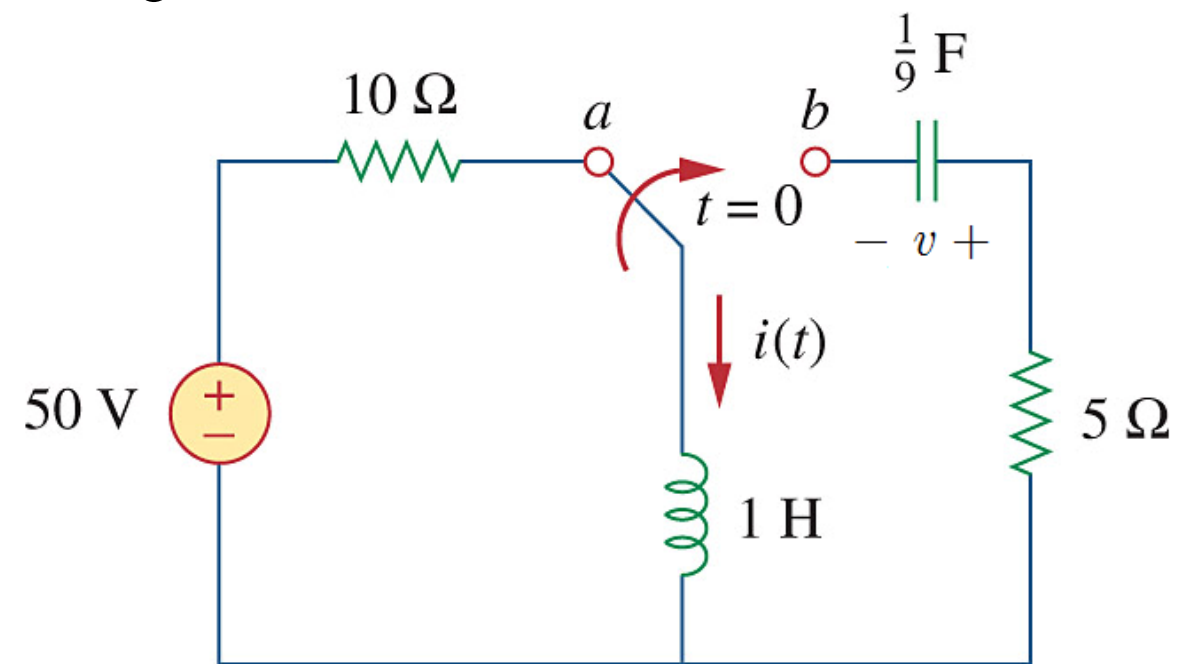 1/9 F
10 Ω
a
b
t = 0
− v +
i(t)
50 V
+
−
5 Ω
1 H